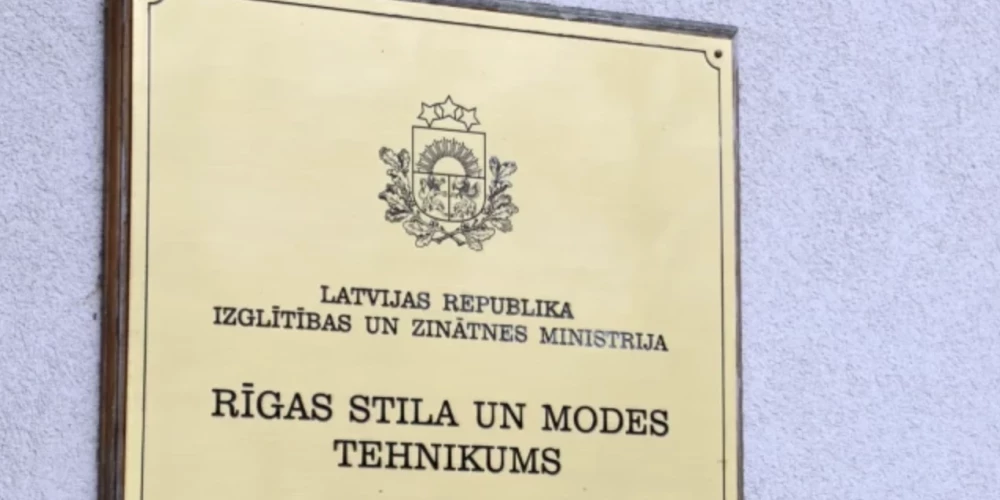 LATVIJAS REPUBLIKA
IZGLĪTĪBAS UN ZINĀTNES MINISTRIJA
RĪGAS STILA UN MODES
TEHNIKUMS